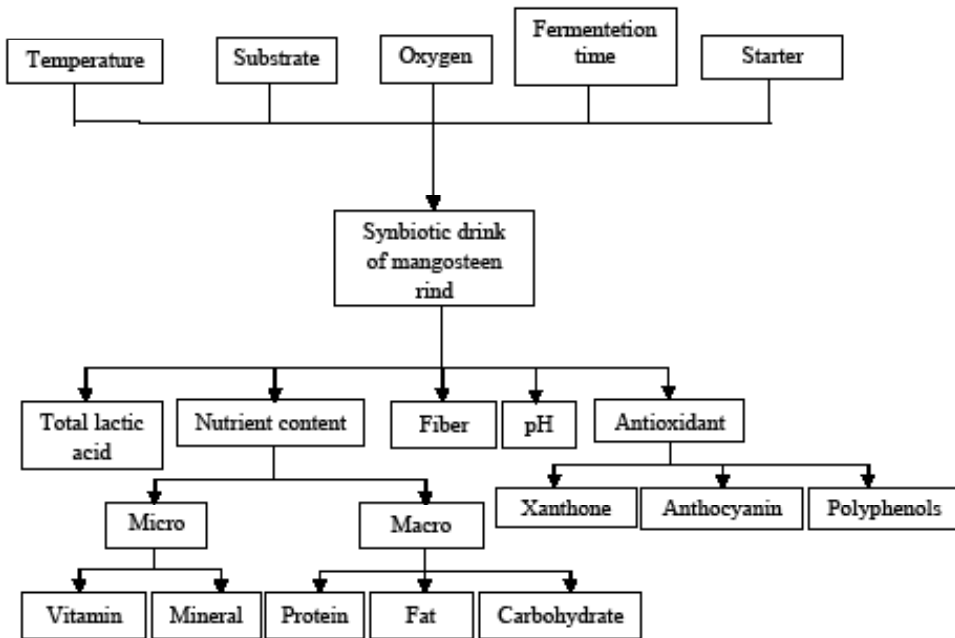 Temperature
Substrate
Oxygen
Fermentetion
time
Starter
Synbiotic drink
of mangosteen
rind
Total lactic
acid
Nutrient content
Fiber
pH
Antioxidant
Xanthone
Anthocyanin
Polyphenols
Micro
Macro
Vitamin
Mineral
Protein
Fat
Carbohydrate